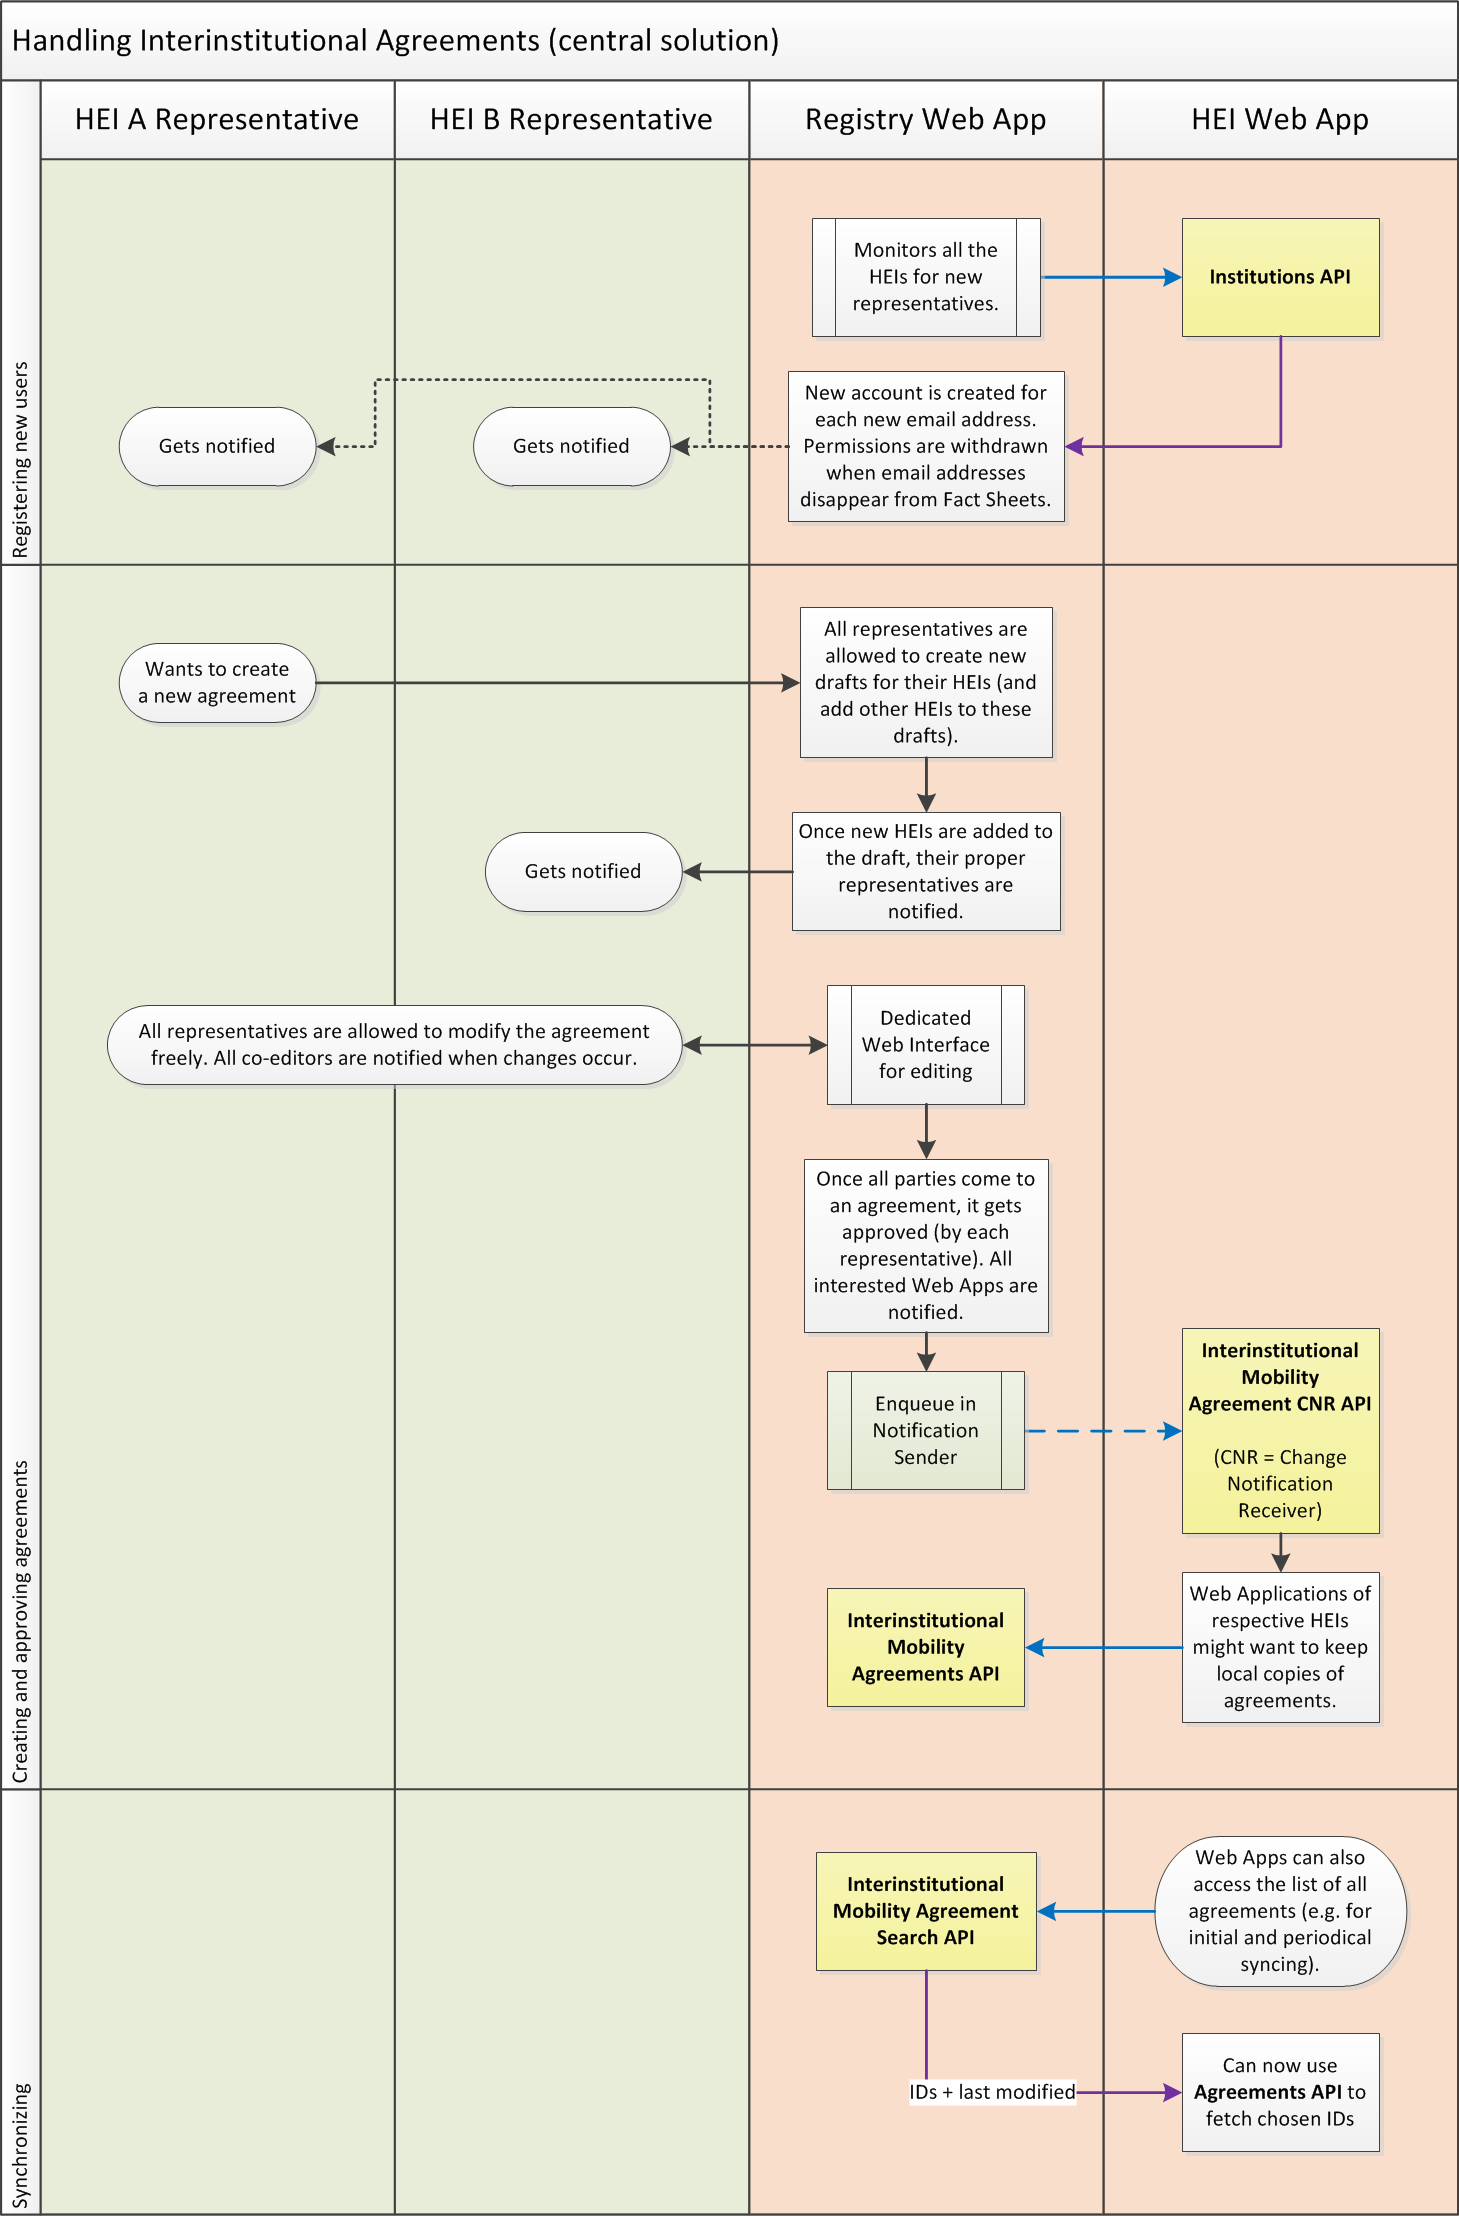 Handling Interinstitutional Agreements (central solution)
HEI A Representative
HEI B Representative
Registry Web App
HEI Web App
Registering new users
Monitors all the
HEIs for new
representatives.
Institutions API
New account is created for
each new email address.
Permissions are withdrawn
when email addresses
disappear from Fact Sheets.
Gets notified
Gets notified
Creating and approving agreements
Wants to create
a new agreement
All representatives are
allowed to create new
drafts for their HEIs (and
add other HEIs to these
drafts).
Once new HEIs are added to
the draft, their proper
representatives are
notified.
Gets notified
All representatives are allowed to modify the agreement
freely. All co-editors are notified when changes occur.
Dedicated
Web Interface
for editing
Once all parties come to
an agreement, it gets
approved (by each
representative). All
interested Web Apps are
notified.
Enqueue in
Notification
Sender
Interinstitutional
Mobility
Agreement CNR API
(CNR = Change
Notification
Receiver)
Web Applications of
respective HEIs
might want to keep
local copies of
agreements.
Interinstitutional
Mobility
Agreements API
Synchronizing
Web Apps can also
access the list of all
agreements (e.g. for
initial and periodical
syncing).
Interinstitutional
Mobility Agreement
Search API
IDs + last modified
Can now use
Agreements API to
fetch chosen IDs